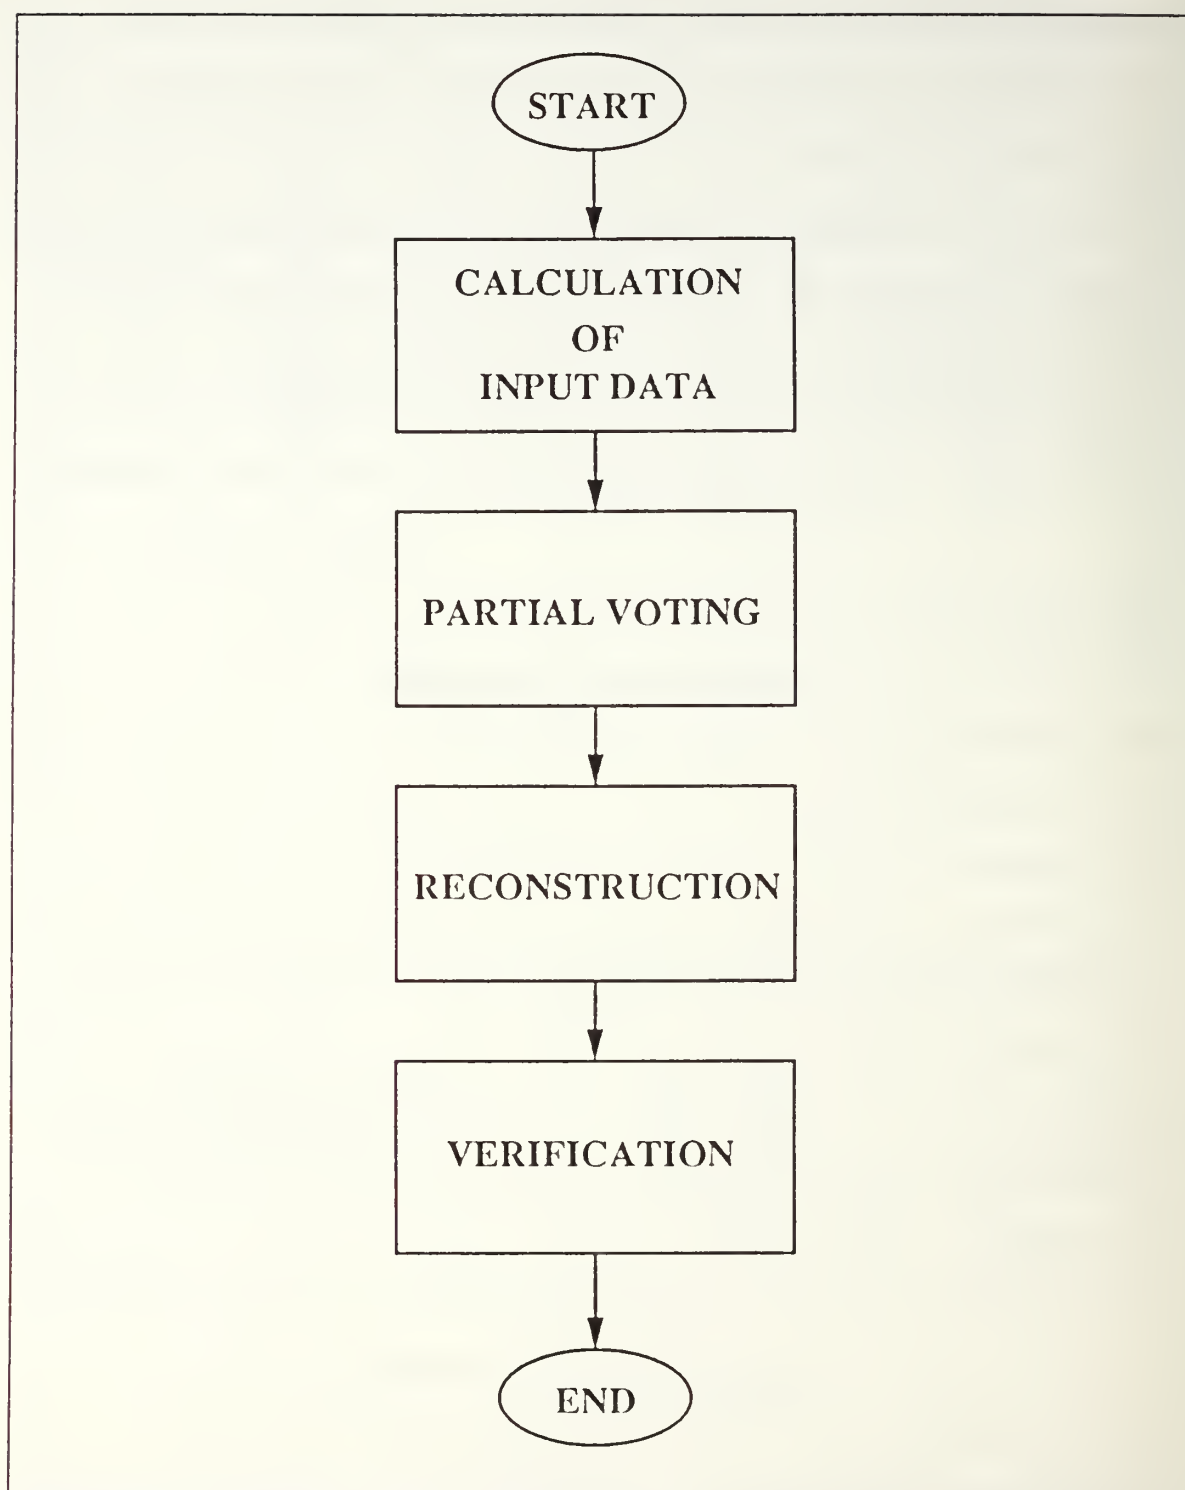 START
CALCULATION
OF
INPUT DATA
PARTIAL VOTING
RECONSTRUCTION
VERIFICATION
END